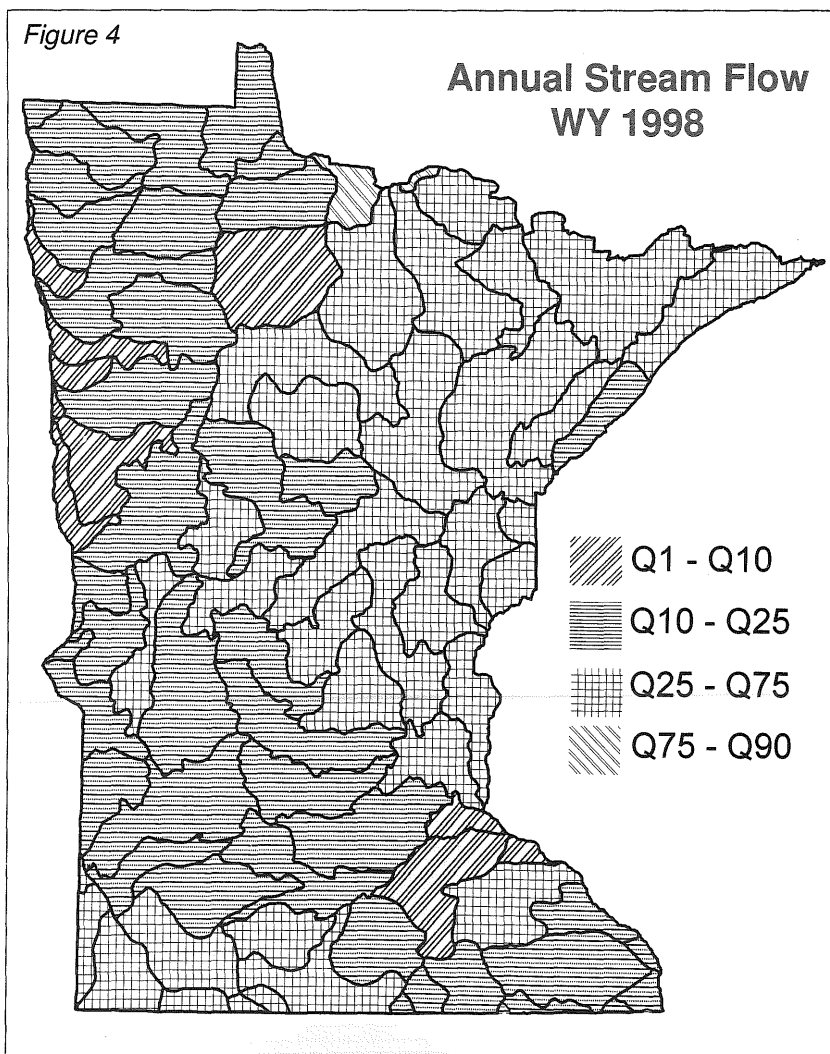 Figure 4
Annual Stream Flow
WY 1998
Q1 - Q10
Q10 - Q25
Q25 - Q75
Q75 - Q90